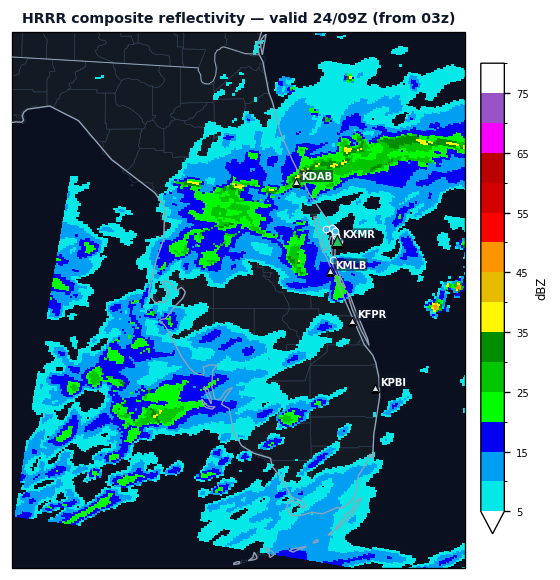 HRRR composite reflectivity — valid 24/09Z (from 03z)
KDAB
KXMR
KMLB
KFPR
KPBI
75
65
55
45
35
25
15
5
dBZ